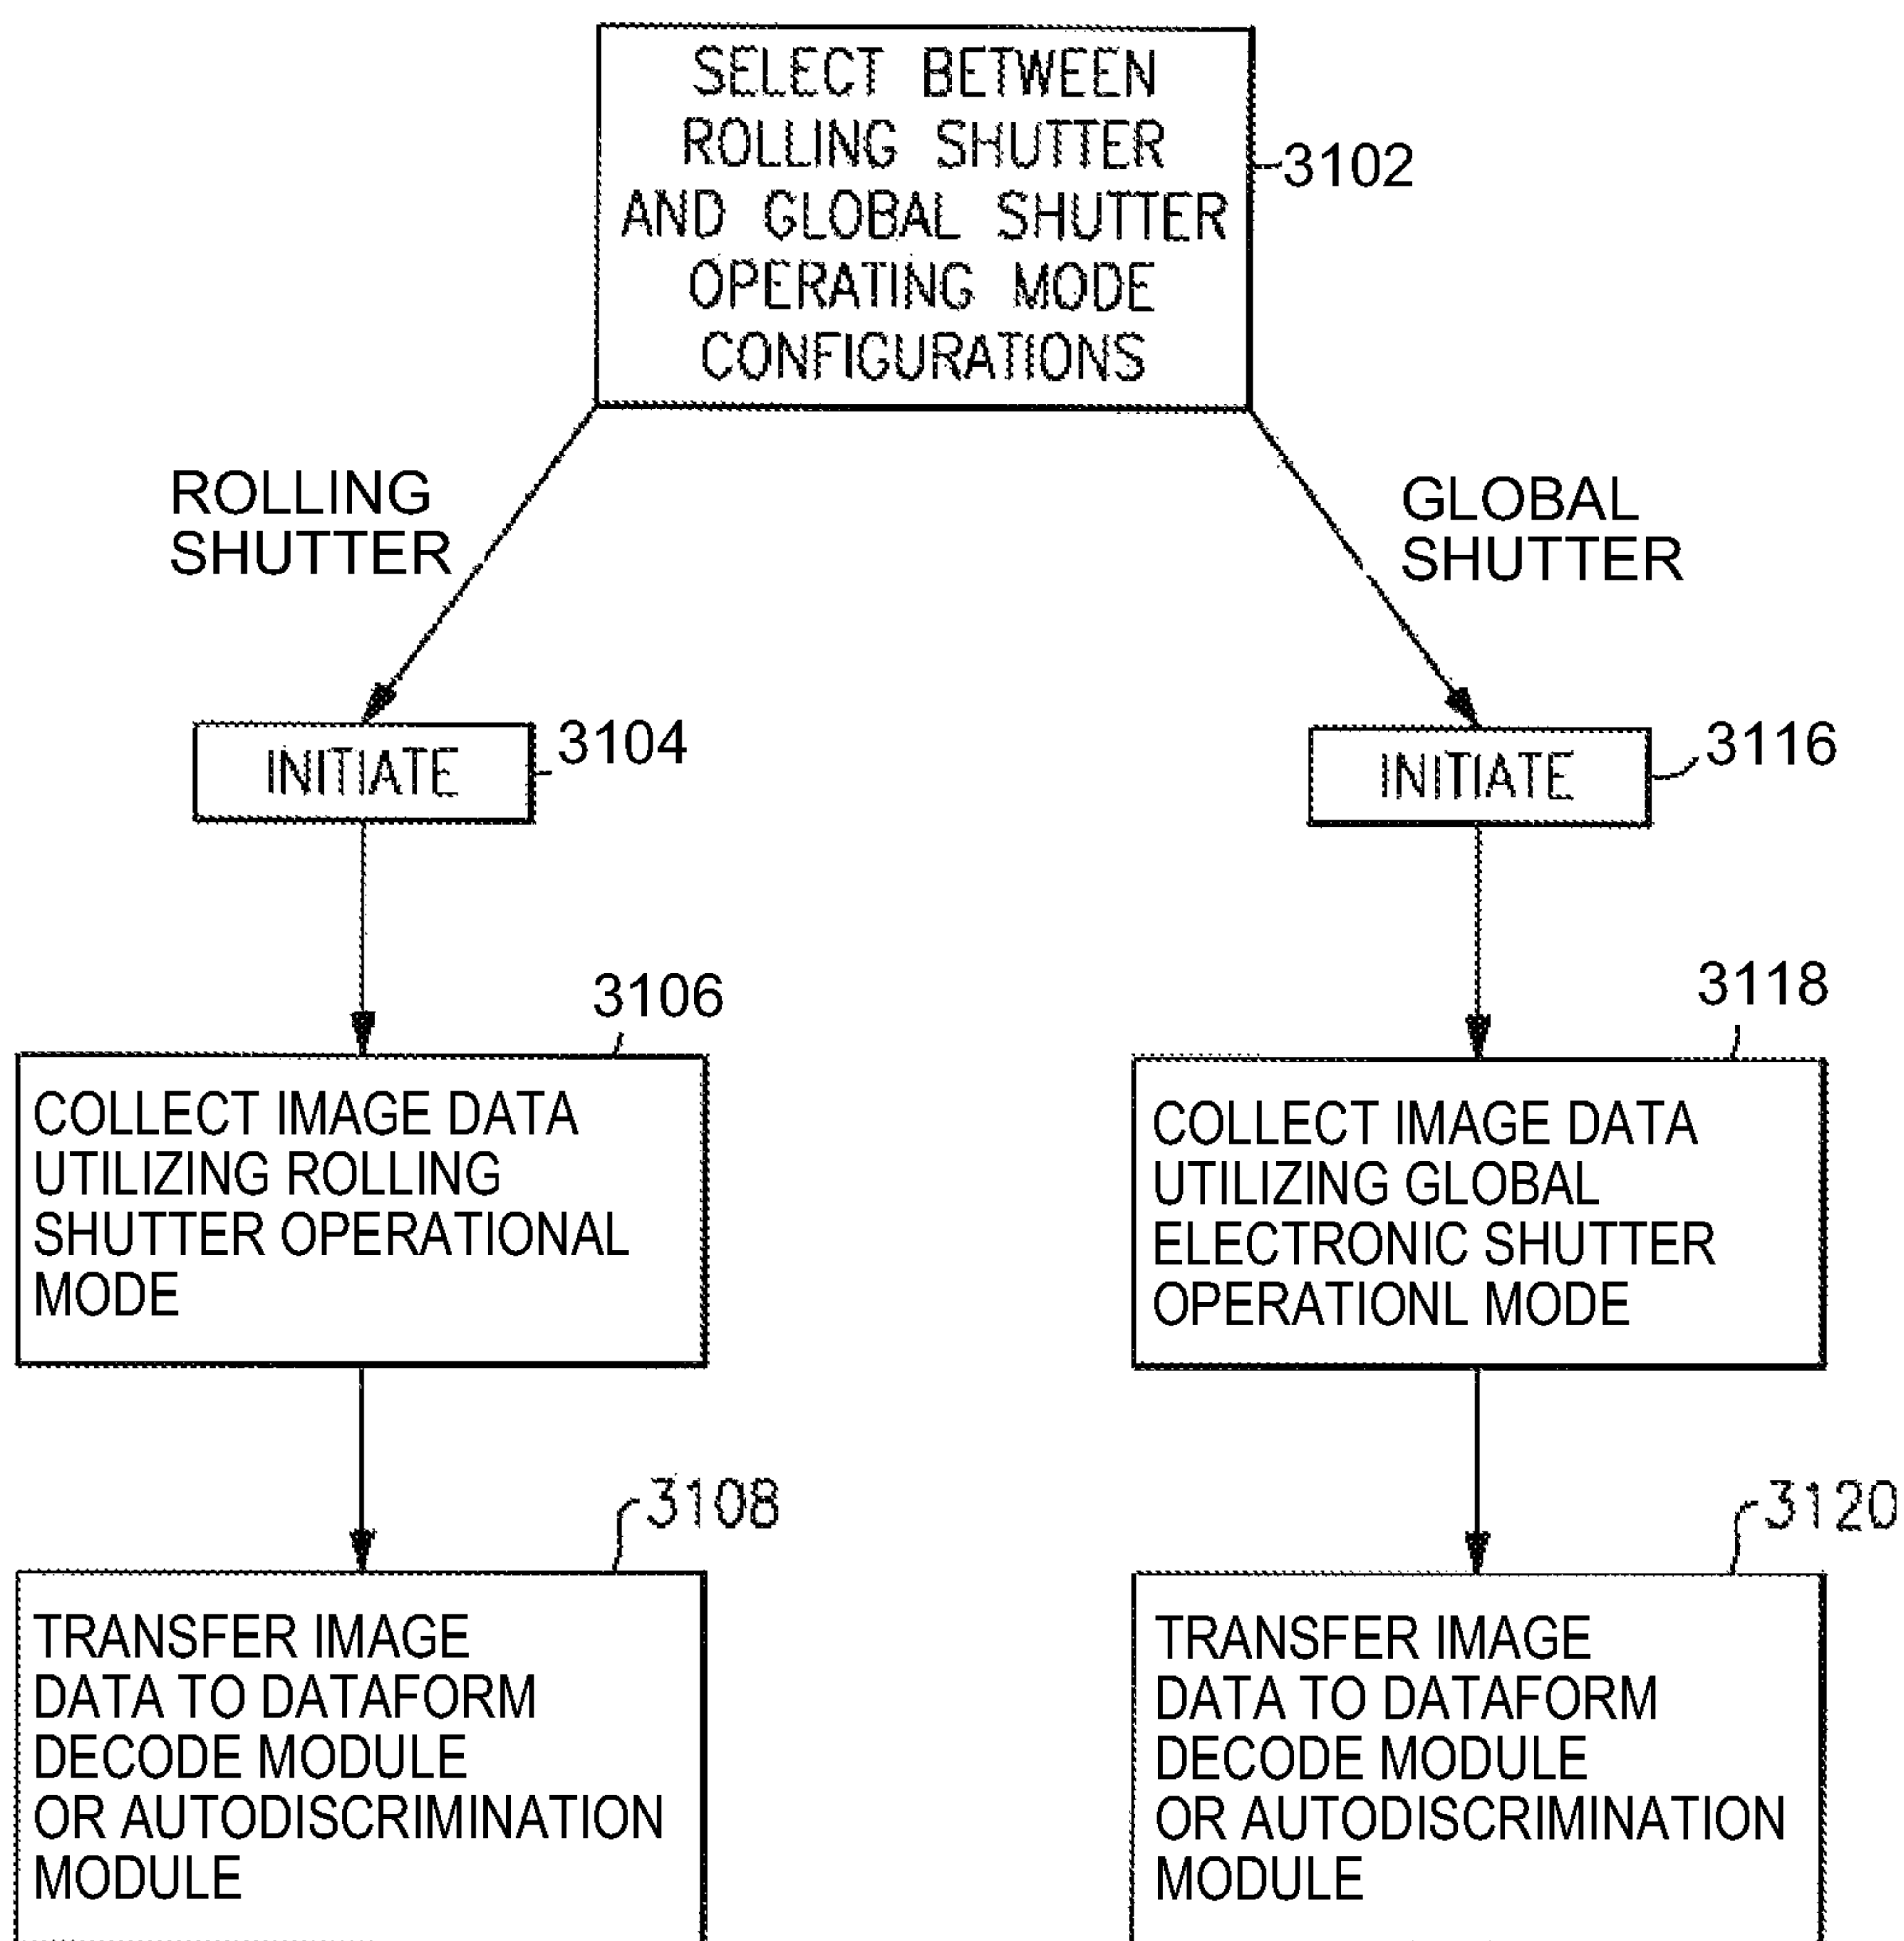 SELECT BETWEEN
ROLLING SHUTTER
AND GLOBAL SHUTTER
OPERATING MODE
CONFIGURATIONS
3102
ROLLING
SHUTTER
GLOBAL
SHUTTER
INITIATE
3104
INITIATE
3116
3106
COLLECT IMAGE DATA
UTILIZING ROLLING
SHUTTER OPERATIONAL
MODE
3118
COLLECT IMAGE DATA
UTILIZING GLOBAL
ELECTRONIC SHUTTER
OPERATIONL MODE
3108
TRANSFER IMAGE
DATA TO DATAFORM
DECODE MODULE
OR AUTODISCRIMINATION
MODULE
3120
TRANSFER IMAGE
DATA TO DATAFORM
DECODE MODULE
OR AUTODISCRIMINATION
MODULE